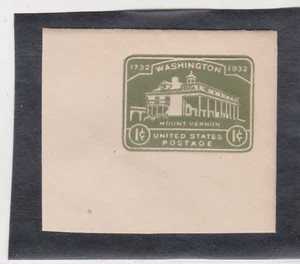 1732 WASHINGTON 1932
MOUNT VERNON
1¢ UNITED STATES 1¢
POSTAGE